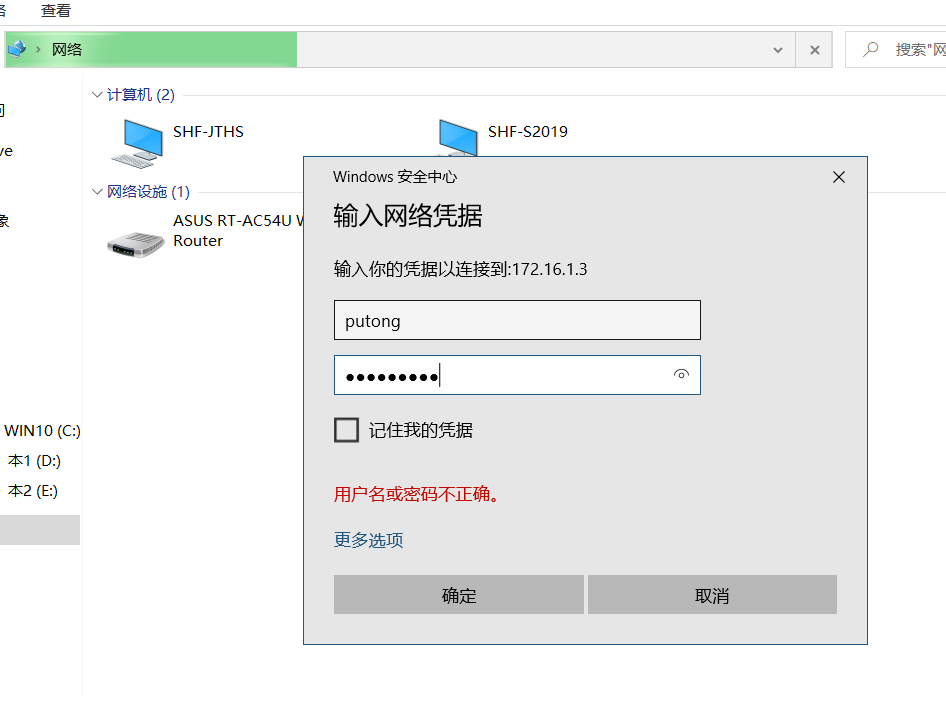 查看
网络
搜索"网
计算机 (2)
SHF-JTHS
SHF-S2019
网络设施 (1)
ASUS RT-AC54U W
Router
ve
象
WIN10 (C:)
本1 (D:)
本2 (E:)
Windows 安全中心
输入网络凭据
输入你的凭据以连接到:172.16.1.3
putong
●●●●●●●●●
记住我的凭据
用户名或密码不正确。
更多选项
确定
取消